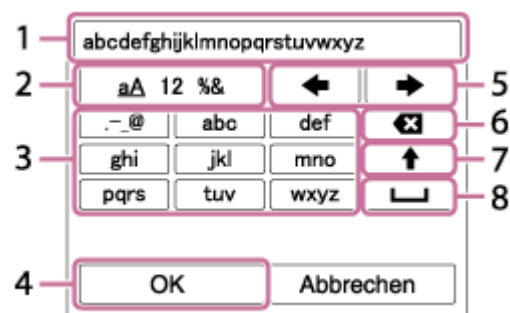 1 abcdefghijklmnopqrstuvwxyz
2 aA 12 %& 5
.-_@ abc def 6
3 ghi jkl mno 7
pqrs tuv wxyz 8
4 OK Abbrechen